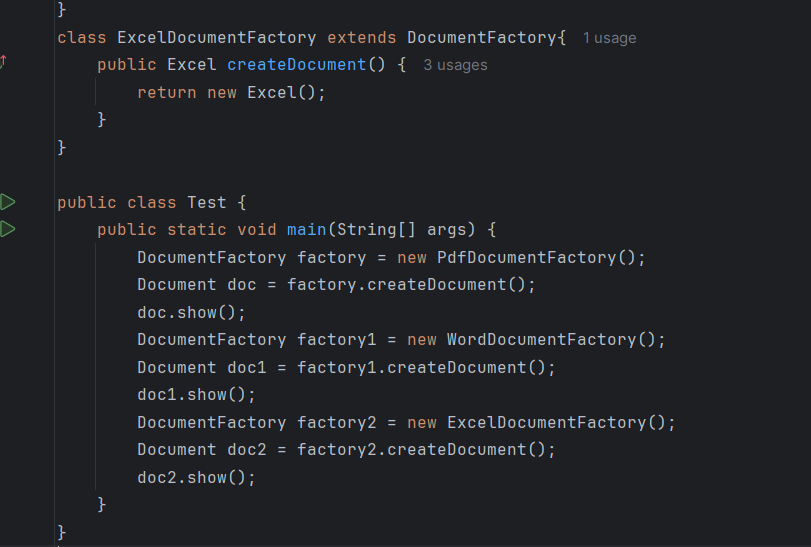 }
class ExcelDocumentFactory extends DocumentFactory{ 1 usage
    public Excel createDocument() { 3 usages
        return new Excel();
    }
}

public class Test {
    public static void main(String[] args) {
        DocumentFactory factory = new PdfDocumentFactory();
        Document doc = factory.createDocument();
        doc.show();
        DocumentFactory factory1 = new WordDocumentFactory();
        Document doc1 = factory1.createDocument();
        doc1.show();
        DocumentFactory factory2 = new ExcelDocumentFactory();
        Document doc2 = factory2.createDocument();
        doc2.show();
    }
}